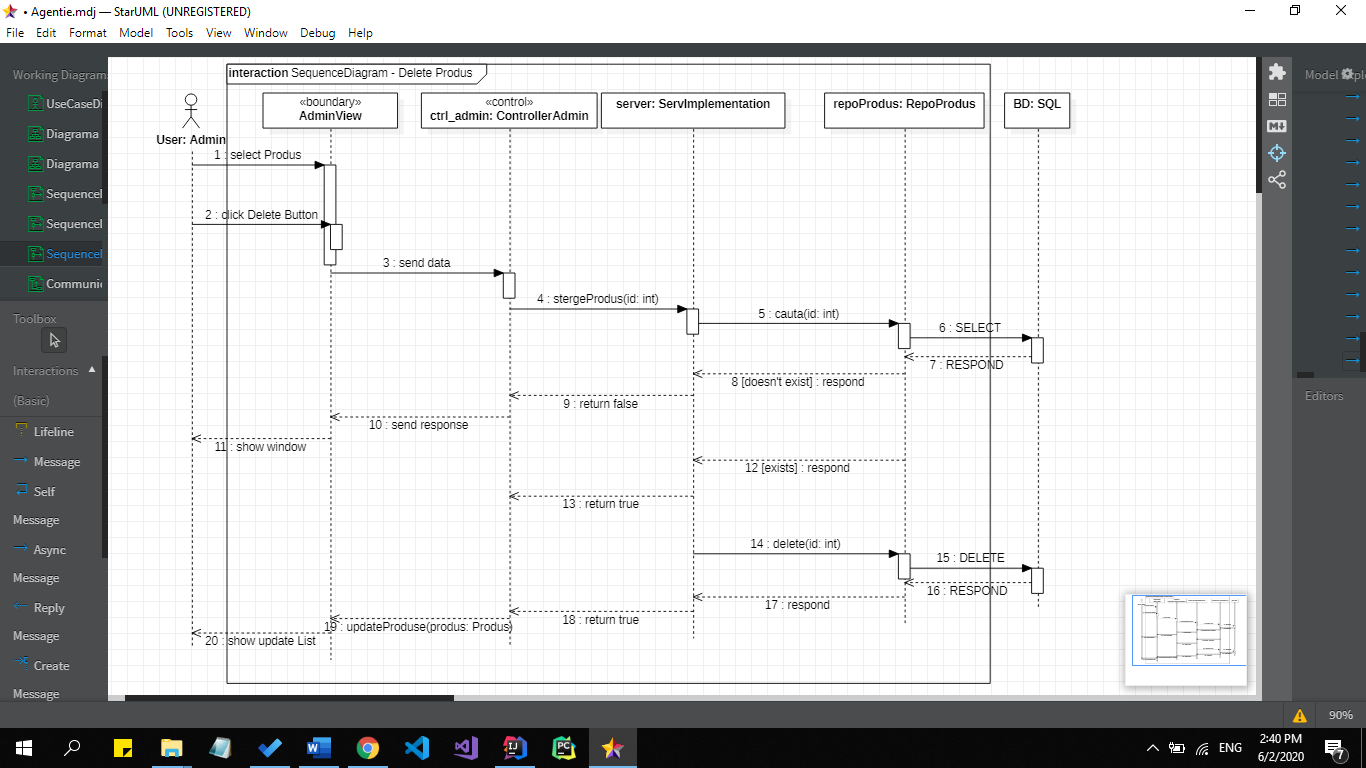 • Agentie.mdj — StarUML (UNREGISTERED)
File Edit Format Model Tools View Window Debug Help
Working Diagram
UseCaseDi
Diagrama
Diagrama
Sequencel
Sequencel
Sequencel
Communi
Toolbox
Interactions
(Basic)
Lifeline
Message
Self
Message
Async
Message
Reply
Message
Create
Message
interaction SequenceDiagram - Delete Produs
User: Admin
«boundary»
AdminView
«control»
ctrl_admin: ControllerAdmin
server: ServImplementation
repoProdus: RepoProdus
BD: SQL
1 : select Produs
2 : click Delete Button
3 : send data
4 : stergeProdus(id: int)
5 : cauta(id: int)
6 : SELECT
7 : RESPOND
8 [doesn't exist] : respond
9 : return false
10 : send response
11 : show window
12 [exists] : respond
13 : return true
14 : delete(id: int)
15 : DELETE
16 : RESPOND
17 : respond
18 : return true
19 : updateProduse(produs: Produs)
20 : show update List
Model
Editors
90%
ENG
2:40 PM
6/2/2020
7